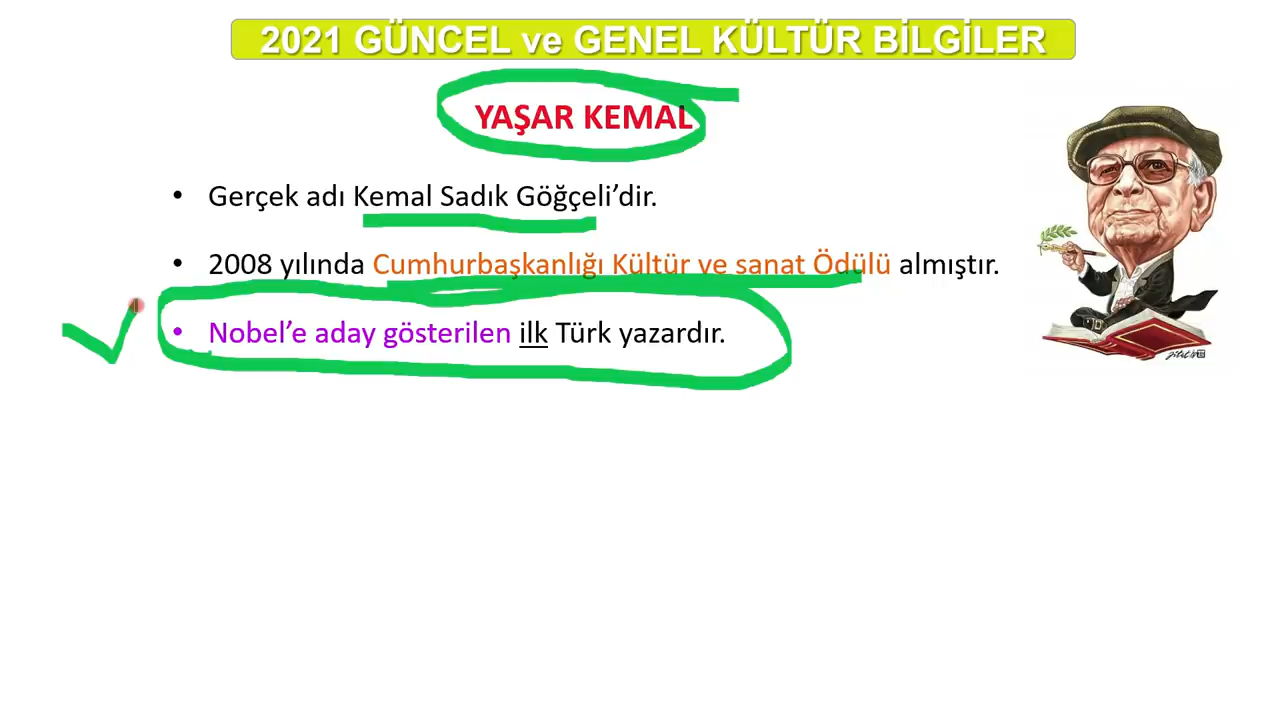 2021 GÜNCEL ve GENEL KÜLTÜR BİLGİLER
YAŞAR KEMAL
• Gerçek adı Kemal Sadık Göğçeli’dir.
• 2008 yılında Cumhurbaşkanlığı Kültür ve sanat Ödülü almıştır.
• Nobel’e aday gösterilen ilk Türk yazardır.